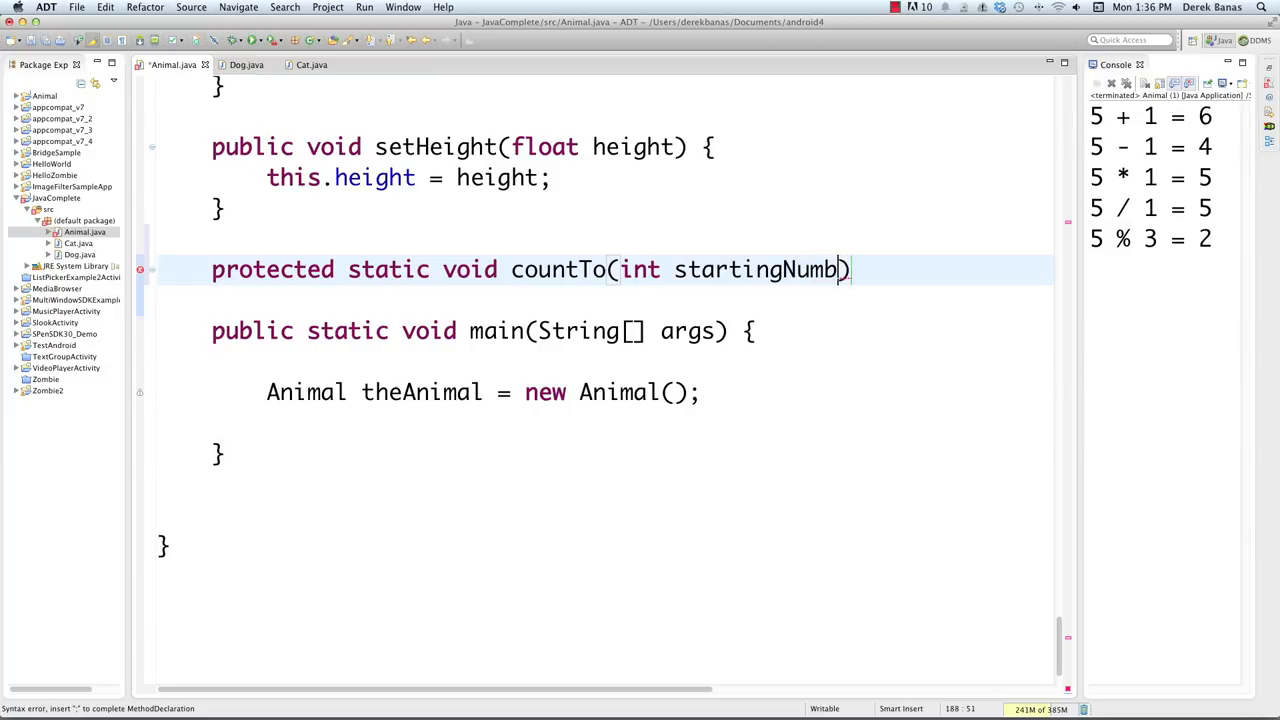 ADT File Edit Refactor Source Navigate Search Project Run Window Help 10 Mon 1:36 PM Derek Banas
Java – JavaComplete/src/Animal.java – ADT – /Users/derekbanas/Documents/android4
Quick Access Java DDMS
Package Exp
*Animal.java Dog.java Cat.java
Console
Animal
appcompat_v7
appcompat_v7_2
appcompat_v7_3
appcompat_v7_4
BridgeSample
HelloWorld
HelloZombie
ImageFilterSampleApp
JavaComplete
src
(default package)
Animal.java
Cat.java
Dog.java
JRE System Library [Ja
ListPickerExample2Activi
MediaBrowser
MultiWindowSDKExample
MusicPlayerActivity
SlookActivity
SPenSDK30_Demo
TestAndroid
TextGroupActivity
VideoPlayerActivity
Zombie
Zombie2
}
public void setHeight(float height) {
this.height = height;
}
protected static void countTo(int startingNumb)
public static void main(String[] args) {
Animal theAnimal = new Animal();
}
}
<terminated> Animal (1) [Java Application] /S
5 + 1 = 6
5 - 1 = 4
5 * 1 = 5
5 / 1 = 5
5 % 3 = 2
Syntax error, insert ";" to complete MethodDeclaration Writable Smart Insert 188 : 51 241M of 385M